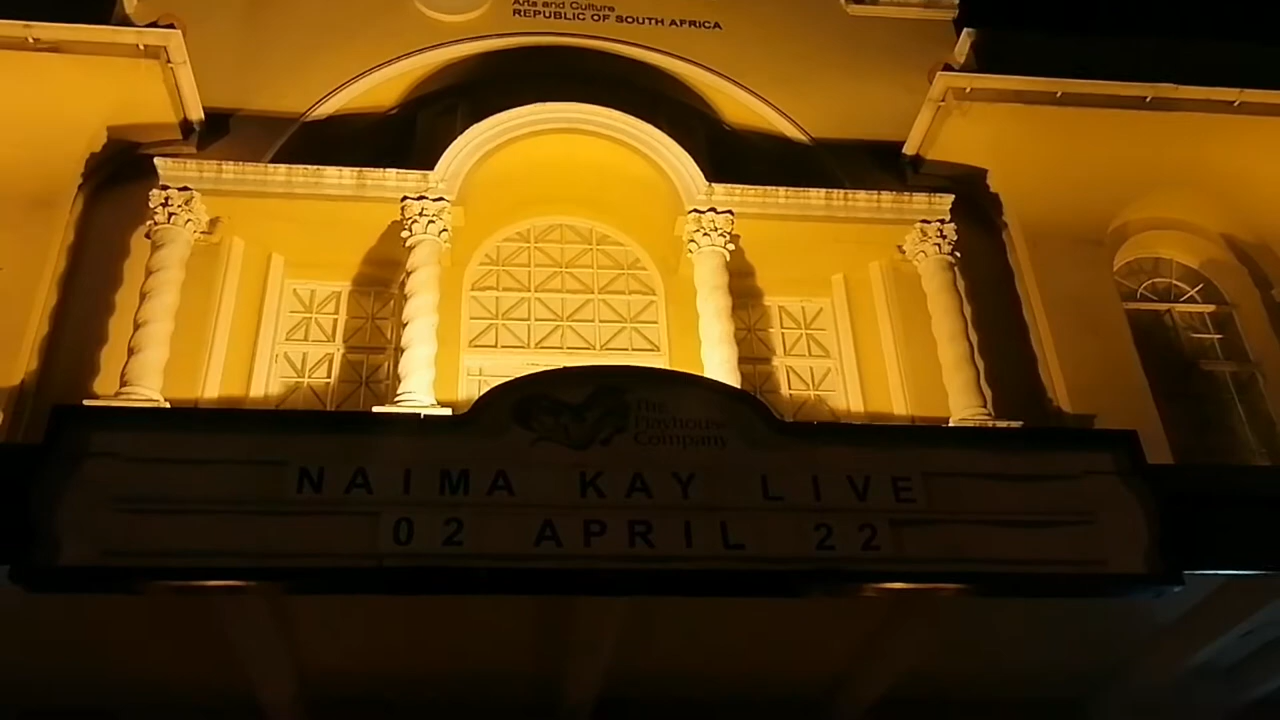 Arts and Culture
REPUBLIC OF SOUTH AFRICA
The
Playhouse
Company
NAIMA KAY LIVE
02 APRIL 22